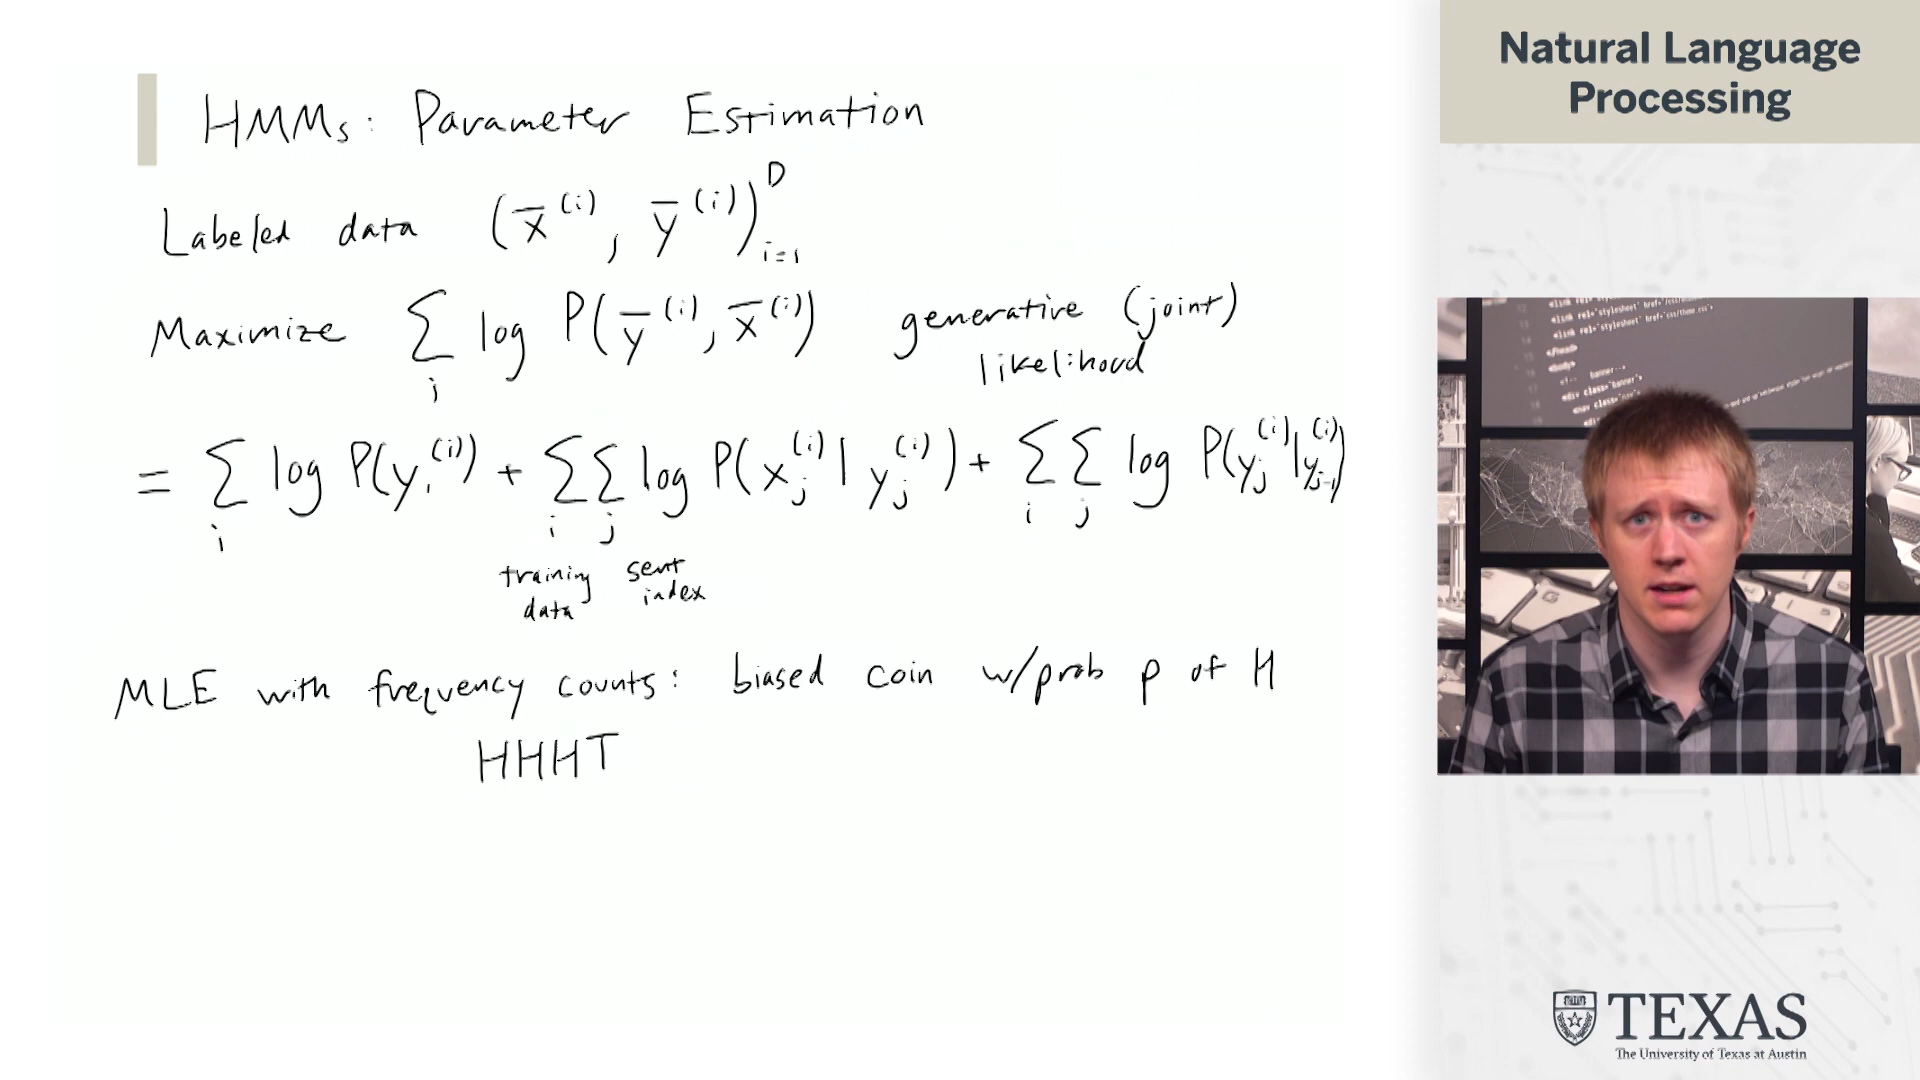 HMMs: Parameter Estimation
Labeled data (x̄^(i), ȳ^(i))^D_{i=1}
Maximize Σ_i log P(ȳ^(i), x̄^(i)) generative (joint)
likelihood
= Σ_i log P(y_1^(i)) + Σ_i Σ_j log P(x_j^(i) | y_j^(i)) + Σ_i Σ_j log P(y_j^(i) | y_{j-1}^(i))
training sent
data index
MLE with frequency counts: biased coin w/prob p of H
HHHT
Natural Language
Processing
TEXAS
The University of Texas at Austin